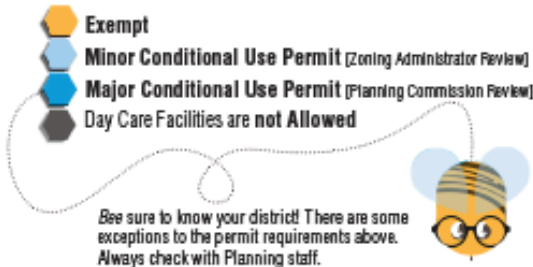 Exempt
Minor Conditional Use Permit [Zoning Administrator Review]
Major Conditional Use Permit [Planning Commission Review]
Day Care Facilities are not Allowed
Bee sure to know your district! There are some
exceptions to the permit requirements above.
Always check with Planning staff.